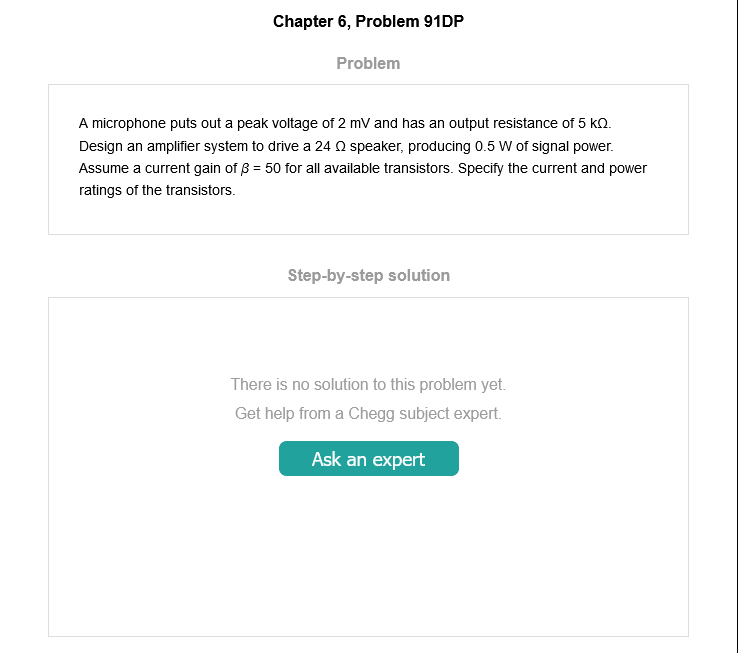 Chapter 6, Problem 91DP
Problem
A microphone puts out a peak voltage of 2 mV and has an output resistance of 5 kΩ.
Design an amplifier system to drive a 24 Ω speaker, producing 0.5 W of signal power.
Assume a current gain of β = 50 for all available transistors. Specify the current and power
ratings of the transistors.
Step-by-step solution
There is no solution to this problem yet.
Get help from a Chegg subject expert.
Ask an expert